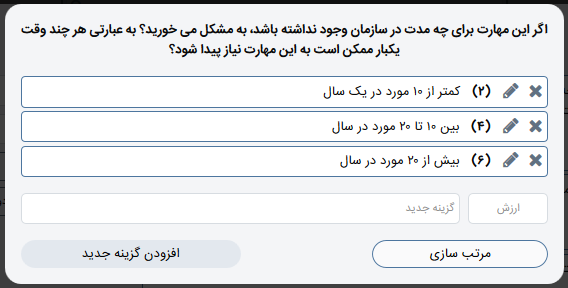 اگر این مهارت برای چه مدت در سازمان وجود نداشته باشد، به مشکل می خورید؟ به عبارتی هر چند وقت
یکبار ممکن است به این مهارت نیاز پیدا شود؟
(۲) کمتر از ۱۰ مورد در یک سال
(۴) بین ۱۰ تا ۲۰ مورد در سال
(۶) بیش از ۲۰ مورد در سال
ارزش گزینه جدید
مرتب سازی افزودن گزینه جدید